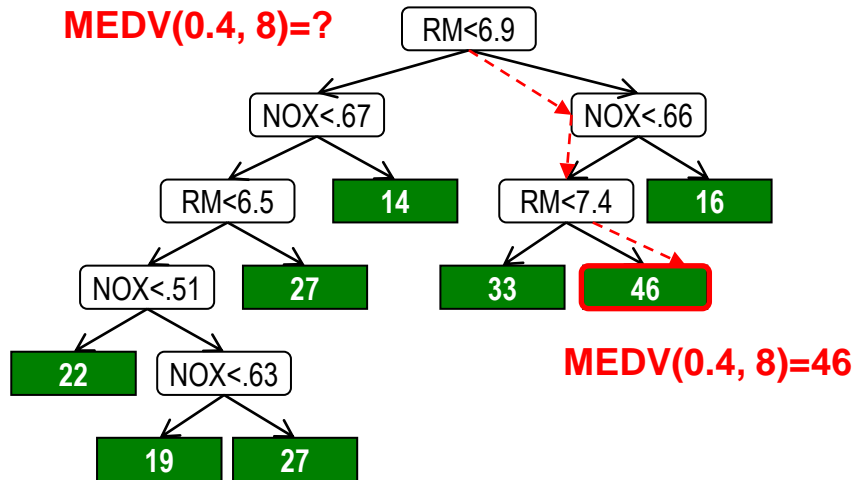 MEDV(0.4, 8)=?
RM<6.9
NOX<.67
NOX<.66
RM<6.5
14
RM<7.4
16
NOX<.51
27
33
46
22
NOX<.63
MEDV(0.4, 8)=46
19
27